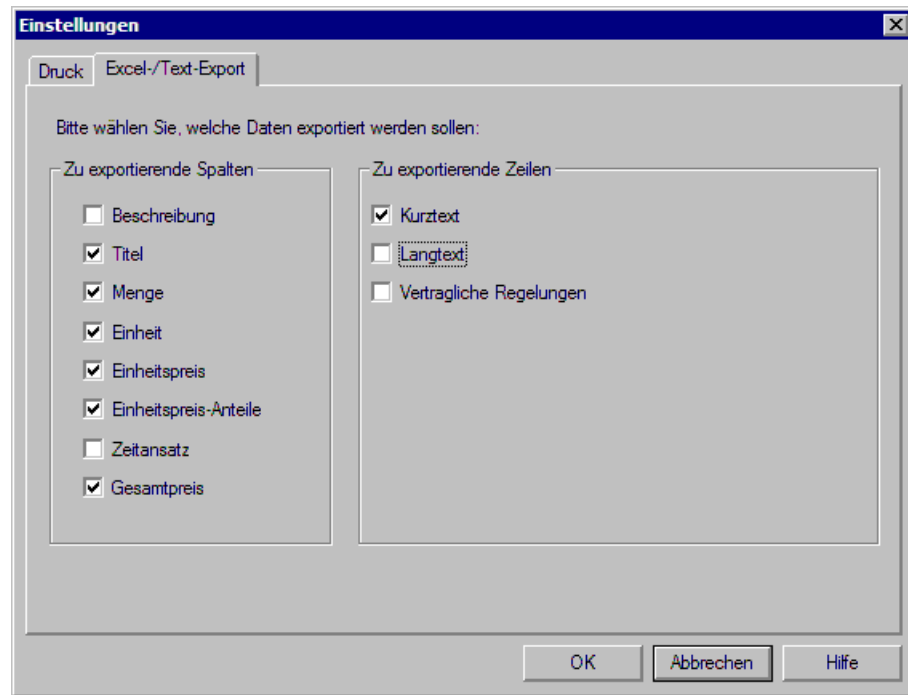 Einstellungen
Druck
Excel-/Text-Export
Bitte wählen Sie, welche Daten exportiert werden sollen:
Zu exportierende Spalten
Beschreibung
Titel
Menge
Einheit
Einheitspreis
Einheitspreis-Anteile
Zeitansatz
Gesamtpreis
Zu exportierende Zeilen
Kurztext
Langtext
Vertragliche Regelungen
OK
Abbrechen
Hilfe